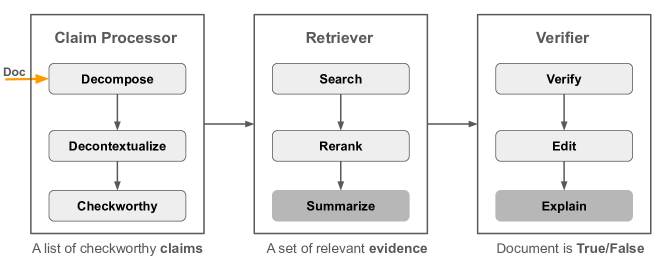 Claim Processor
Retriever
Verifier
Doc
Decompose
Search
Verify
Decontextualize
Rerank
Edit
Checkworthy
Summarize
Explain
A list of checkworthy claims
A set of relevant evidence
Document is True/False